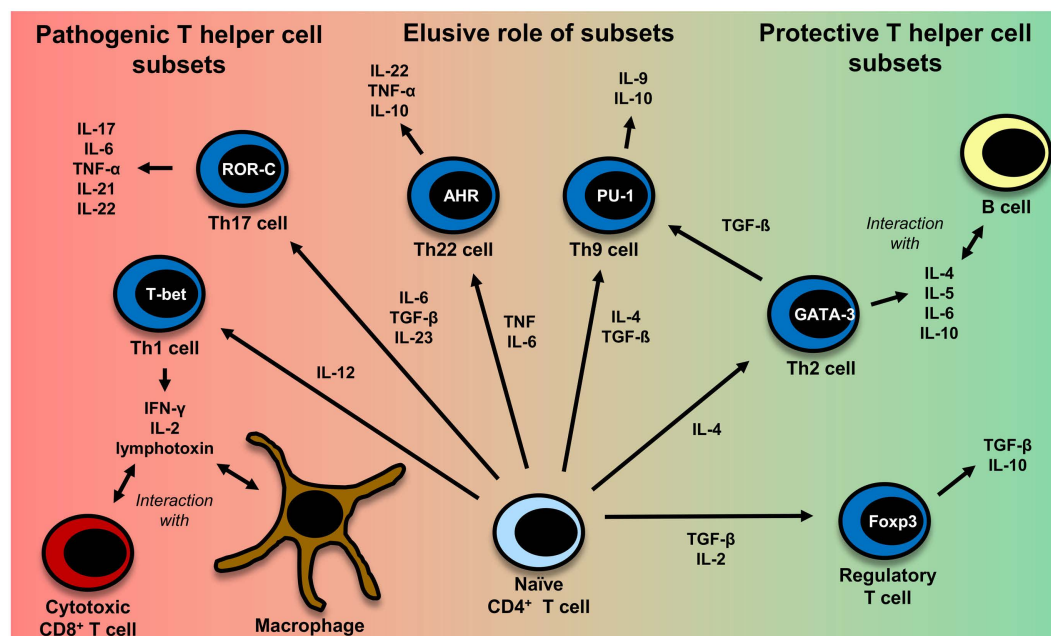 Pathogenic T helper cell
subsets
Elusive role of subsets
Protective T helper cell
subsets
IL-17
IL-6
TNF-α
IL-21
IL-22
ROR-C
Th17 cell
IL-22
TNF-α
IL-10
AHR
Th22 cell
IL-9
IL-10
PU-1
Th9 cell
TGF-ß
B cell
Interaction
with
IL-4
IL-5
IL-6
IL-10
GATA-3
Th2 cell
T-bet
Th1 cell
IL-6
TGF-β
IL-23
TNF
IL-6
IL-4
TGF-ß
IL-12
IL-4
IFN-γ
IL-2
lymphotoxin
Interaction
with
Cytotoxic
CD8⁺ T cell
Macrophage
Naïve
CD4⁺ T cell
TGF-β
IL-2
Foxp3
Regulatory
T cell
TGF-β
IL-10